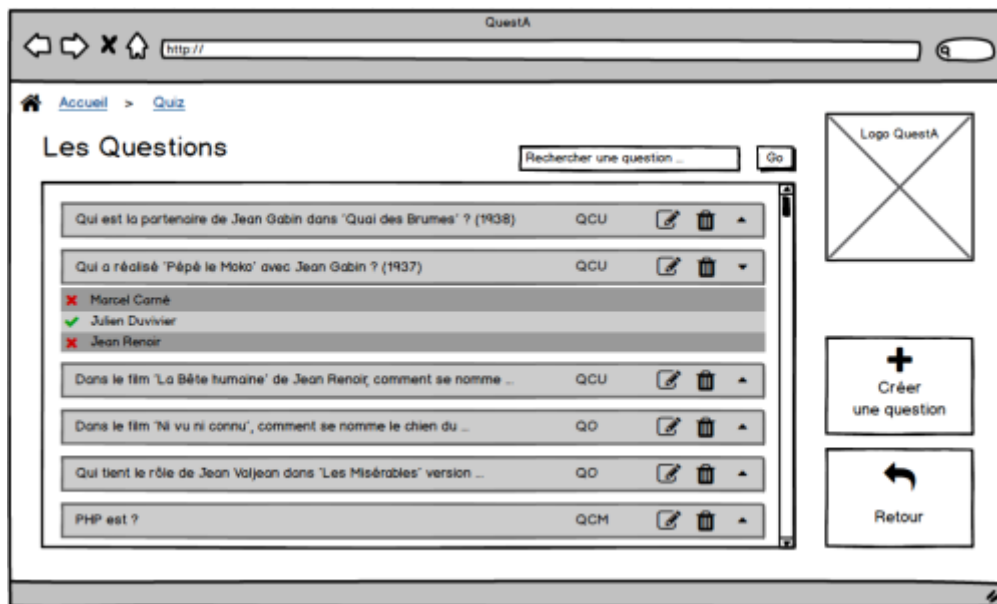 QuestA
http://
Accueil > Quiz
Les Questions
Rechercher une question ...
Go
Logo QuestA
Qui est la partenaire de Jean Gabin dans "Quai des Brumes" ? (1938) QCU
Qui a réalisé "Pépé le Moko" avec Jean Gabin ? (1937) QCU
Marcel Carné
Julien Duvivier
Jean Renoir
Dans le film "La Bête humaine" de Jean Renoir, comment se nomme ... QCU
Dans le film "Ni vu ni connu", comment se nomme le chien du ... QO
Qui tient le rôle de Jean Valjean dans "Les Misérables" version ... QO
PHP est ? QCM
Créer
une question
Retour